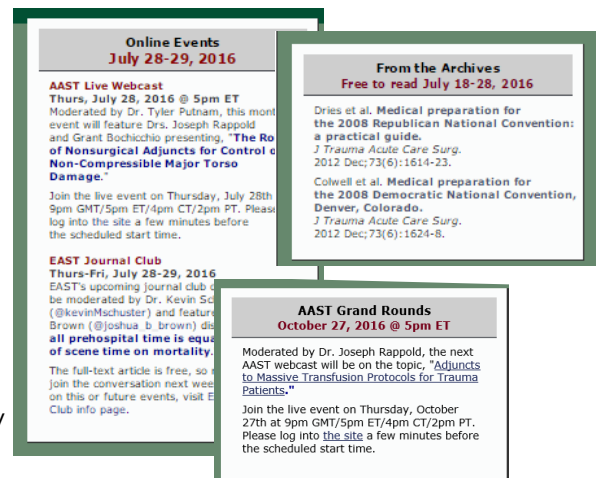 Online Events
July 28-29, 2016
AAST Live Webcast
Thurs, July 28, 2016 @ 5pm ET
Moderated by Dr. Tyler Putnam, this
event will feature Drs. Joseph Rappold
and Grant Bochicchio presenting, "The
of Nonsurgical Adjuncts for Control
Non-Compressible Major Torso
Damage."
Join the live event on Thursday, July 28th
9pm GMT/5pm ET/4pm CT/2pm PT. Please
log into the site a few minutes before
the scheduled start time.
EAST Journal Club
Thurs-Fri, July 28-29, 2016
EAST's upcoming journal club
be moderated by Dr. Kevin
(@kevinMschuster) and
Brown (@joshua_b_brown)
all prehospital time is
of scene time on mortality.
The full-text article is free, so
join the conversation next
on this or future events, visit
Club info page.
From the Archives
Free to read July 18-28, 2016
Dries et al. Medical preparation for
the 2008 Republican National Convention:
a practical guide.
J Trauma Acute Care Surg.
2012 Dec;73(6):1614-23.
Colwell et al. Medical preparation for
the 2008 Democratic National Convention,
Denver, Colorado.
J Trauma Acute Care Surg.
2012 Dec;73(6):1624-8.
AAST Grand Rounds
October 27, 2016 @ 5pm ET
Moderated by Dr. Joseph Rappold, the next
AAST webcast will be on the topic, "Adjuncts
to Massive Transfusion Protocols for Trauma
Patients."
Join the live event on Thursday, October
27th at 9pm GMT/5pm ET/4pm CT/2pm PT.
Please log into the site a few minutes before
the scheduled start time.